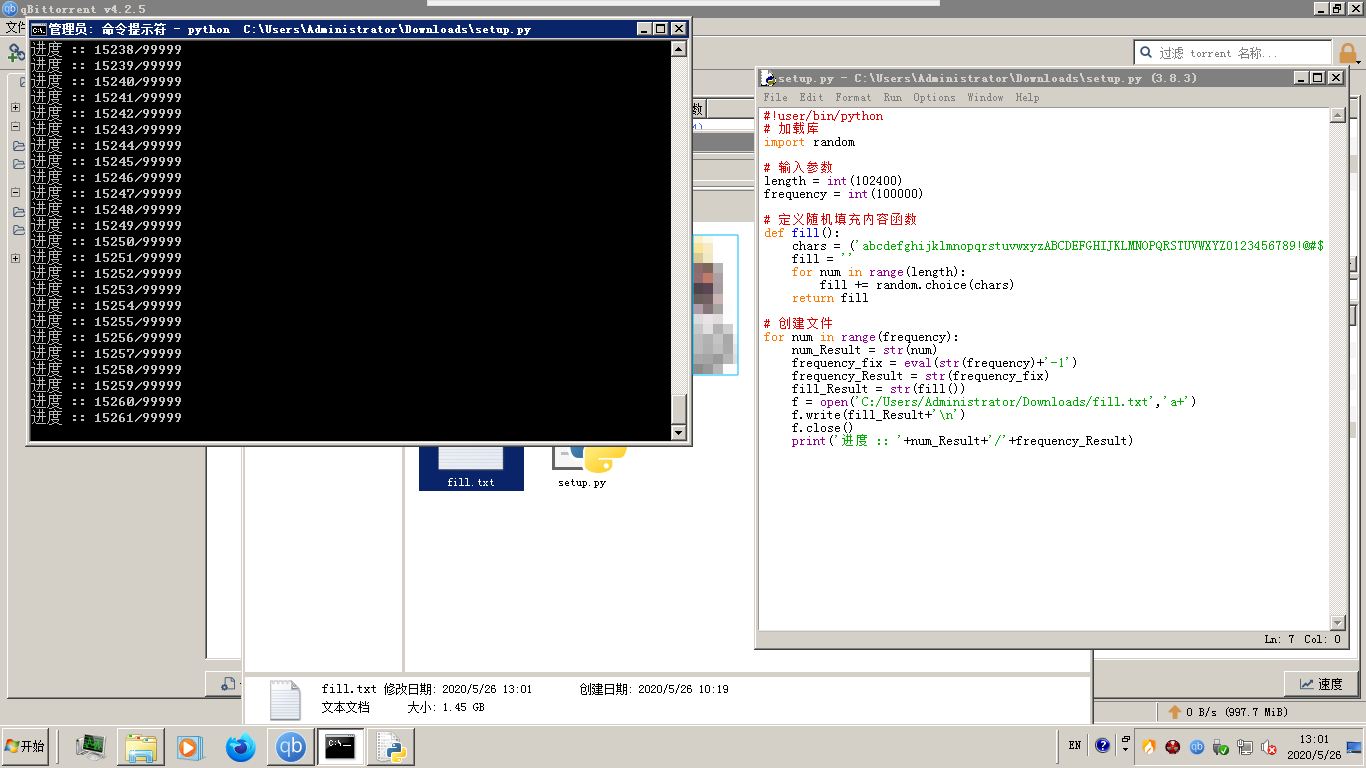 qBittorrent v4.2.5
管理员: 命令提示符 - python  C:\Users\Administrator\Downloads\setup.py
进度 :: 15238/99999
进度 :: 15239/99999
进度 :: 15240/99999
进度 :: 15241/99999
进度 :: 15242/99999
进度 :: 15243/99999
进度 :: 15244/99999
进度 :: 15245/99999
进度 :: 15246/99999
进度 :: 15247/99999
进度 :: 15248/99999
进度 :: 15249/99999
进度 :: 15250/99999
进度 :: 15251/99999
进度 :: 15252/99999
进度 :: 15253/99999
进度 :: 15254/99999
进度 :: 15255/99999
进度 :: 15256/99999
进度 :: 15257/99999
进度 :: 15258/99999
进度 :: 15259/99999
进度 :: 15260/99999
进度 :: 15261/99999
过滤 torrent 名称...
setup.py - C:\Users\Administrator\Downloads\setup.py (3.8.3)
File Edit Format Run Options Window Help
#!user/bin/python
# 加载库
import random
# 输入参数
length = int(102400)
frequency = int(100000)
# 定义随机填充内容函数
def fill():
    chars = ('abcdefghijklmnopqrstuvwxyzABCDEFGHIJKLMNOPQRSTUVWXYZ0123456789!@#$
    fill = ''
    for num in range(length):
        fill += random.choice(chars)
    return fill
# 创建文件
for num in range(frequency):
    num_Result = str(num)
    frequency_fix = eval(str(frequency)+'-1')
    frequency_Result = str(frequency_fix)
    fill_Result = str(fill())
    f = open('C:/Users/Administrator/Downloads/fill.txt','a+')
    f.write(fill_Result+'\n')
    f.close()
    print('进度 :: '+num_Result+'/'+frequency_Result)
Ln: 7 Col: 0
fill.txt
setup.py
fill.txt 修改日期: 2020/5/26 13:01 创建日期: 2020/5/26 10:19
文本文档 大小: 1.45 GB
速度
0 B/s (997.7 MiB)
开始
EN
13:01
2020/5/26